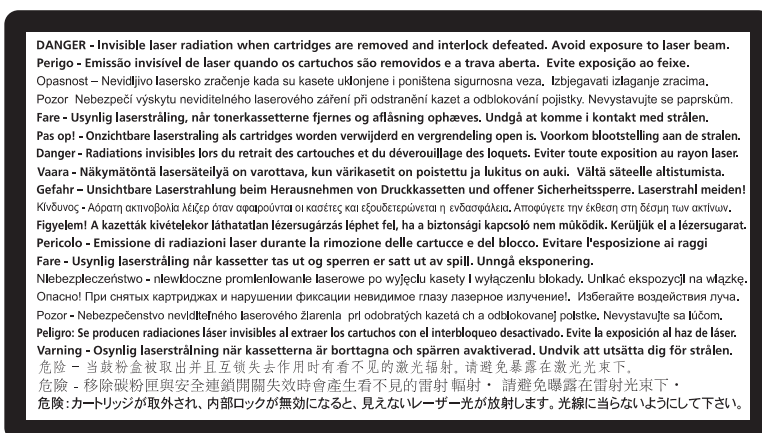 DANGER - Invisible laser radiation when cartridges are removed and interlock defeated. Avoid exposure to laser beam.
Perigo - Emissão invisível de laser quando os cartuchos são removidos e a trava aberta. Evite exposição ao feixe.
Opasnost – Nevidljivo lasersko zračenje kada su kasete uklonjene i poništena sigurnosna veza. Izbjegavati izlaganje zracima.
Pozor Nebezpečí výskytu neviditelného laserového záření při odstranění kazet a odblokování pojistky. Nevystavujte se paprskům.
Fare - Usynlig laserstråling, når tonerkassetterne fjernes og aflåsning ophæves. Undgå at komme i kontakt med strålen.
Pas op! - Onzichtbare laserstraling als cartridges worden verwijderd en vergrendeling open is. Voorkom blootstelling aan de stralen.
Danger - Radiations invisibles lors du retrait des cartouches et du déverouillage des loquets. Eviter toute exposition au rayon laser.
Vaara - Näkymätöntä lasersäteilyä on varottava, kun värikasetit on poistettu ja lukitus on auki. Vältä säteelle altistumista.
Gefahr – Unsichtbare Laserstrahlung beim Herausnehmen von Druckkassetten und offener Sicherheitssperre. Laserstrahl meiden!
Κίνδυνος - Αόρατη ακτινοβολία λέιζερ όταν αφαιρούνται οι κασέτες και εξουδετερώνεται η ενδασφάλεια. Αποφύγετε την έκθεση στη δέσμη των ακτίνων.
Figyelem! A kazetták kivételekor láthatatlan lézersugárzás léphet fel, ha a biztonsági kapcsoló nem mûködik. Kerüljük el a lézersugarat.
Pericolo - Emissione di radiazioni laser durante la rimozione delle cartucce e del blocco. Evitare l'esposizione ai raggi
Fare - Usynlig laserstråling når kassetter tas ut og sperren er satt ut av spill. Unngå eksponering.
Niebezpieczeństwo - niewidoczne promieniowanie laserowe po wyjęciu kasety i wyłączeniu blokady. Unikać ekspozycji na wiązkę.
Опасно! При снятых картриджах и нарушении фиксации невидимое глазу лазерное излучение!. Избегайте воздействия луча.
Pozor - Nebezpečenstvo neviditeľného laserového žiarenia pri odobratých kazetá ch a odblokovanej poistke. Nevystavujte sa lúčom.
Peligro: Se producen radiaciones láser invisibles al extraer los cartuchos con el interbloqueo desactivado. Evite la exposición al haz de láser.
Varning - Osynlig laserstrålning när kassetterna är borttagna och spärren avaktiverad. Undvik att utsätta dig för strålen.
危险 – 当鼓粉盒被取出并且互锁失去作用时有看不见的激光辐射. 请避免暴露在激光光束下.
危險 - 移除碳粉匣與安全連鎖開關失效時會產生看不見的雷射 輻射・ 請避免曝露在雷射光束下・
危険:カートリッジが取外され、内部ロックが無効になると、見えないレーザー光が放射します。光線に当らないようにして下さい。